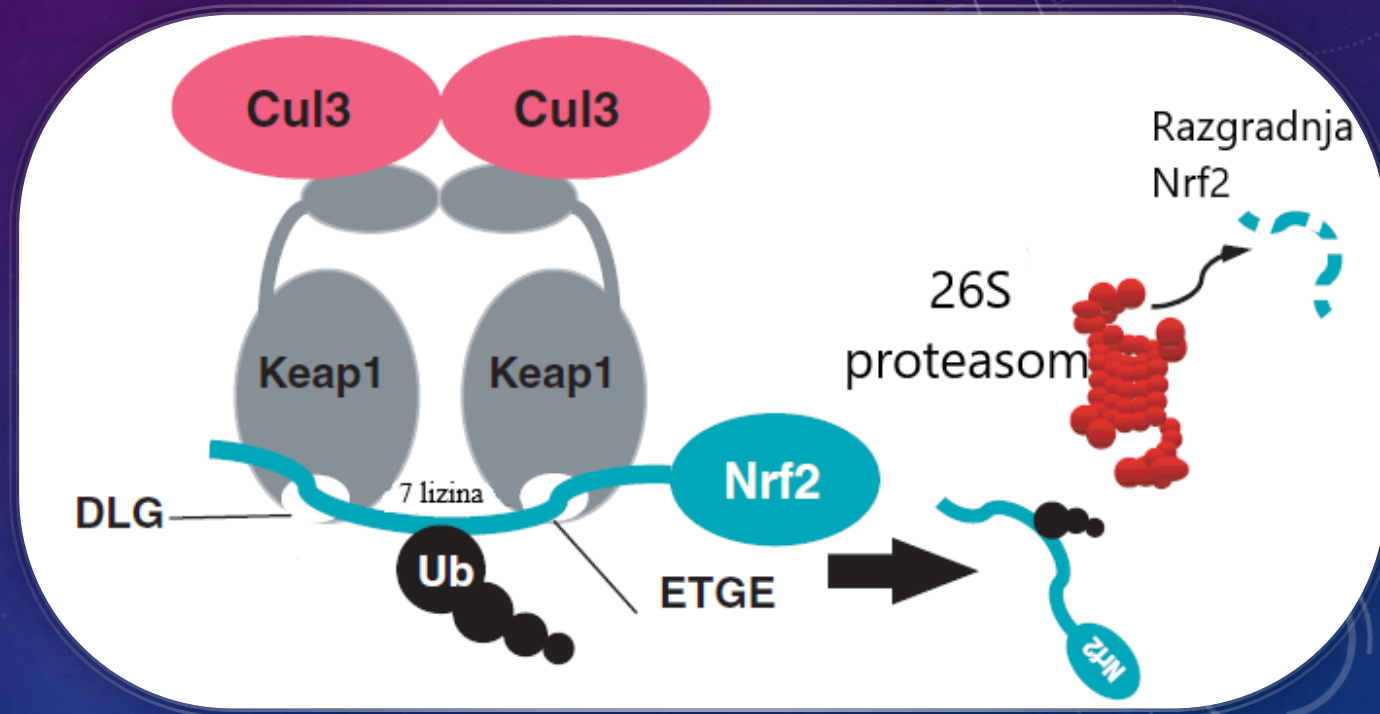 Cul3
Cul3
Razgradnja
Nrf2
26S
proteasom
Keap1
Keap1
7 lizina
Nrf2
DLG
Ub
ETGE
Nrf2